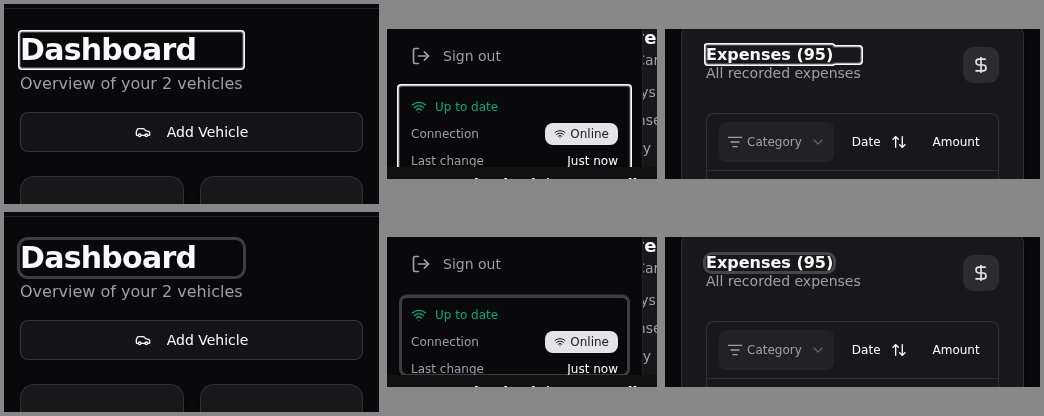 Dashboard
Overview of your 2 vehicles
Add Vehicle
Sign out
Up to date
Connection
Online
Last change
Just now
Expenses (95)
All recorded expenses
$
Category
Date
Amount
Dashboard
Overview of your 2 vehicles
Add Vehicle
Sign out
Up to date
Connection
Online
Last change
Just now
Expenses (95)
All recorded expenses
$
Category
Date
Amount